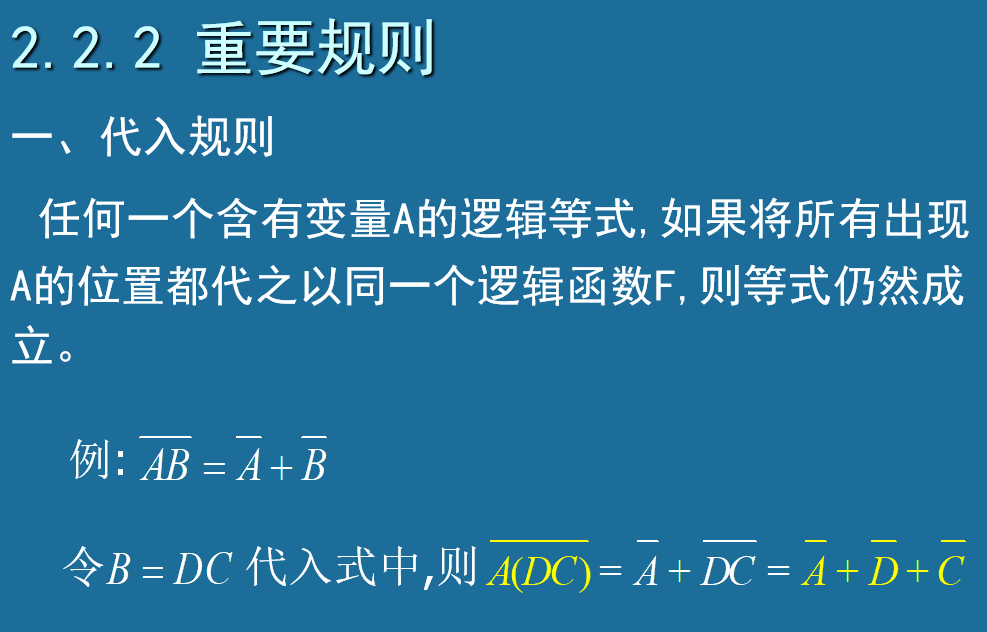 2.2.2 重要规则
一、代入规则
任何一个含有变量A的逻辑等式,如果将所有出现
A的位置都代之以同一个逻辑函数F,则等式仍然成
立。
例: $\overline{AB} = \overline{A} + \overline{B}$
令 $B = DC$ 代入式中,则 $\overline{A(DC)} = \overline{A} + \overline{DC} = \overline{A} + \overline{D} + \overline{C}$